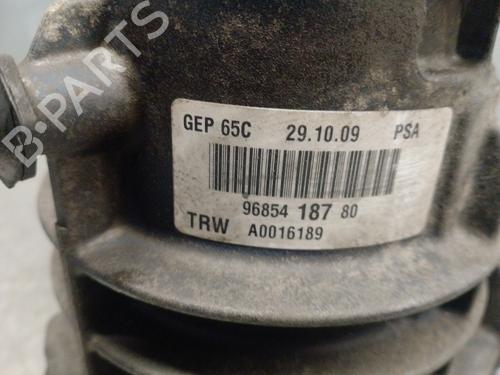 B-PARTS
GEP 65C 29.10.09 PSA
96854 187 80
TRW A0016189